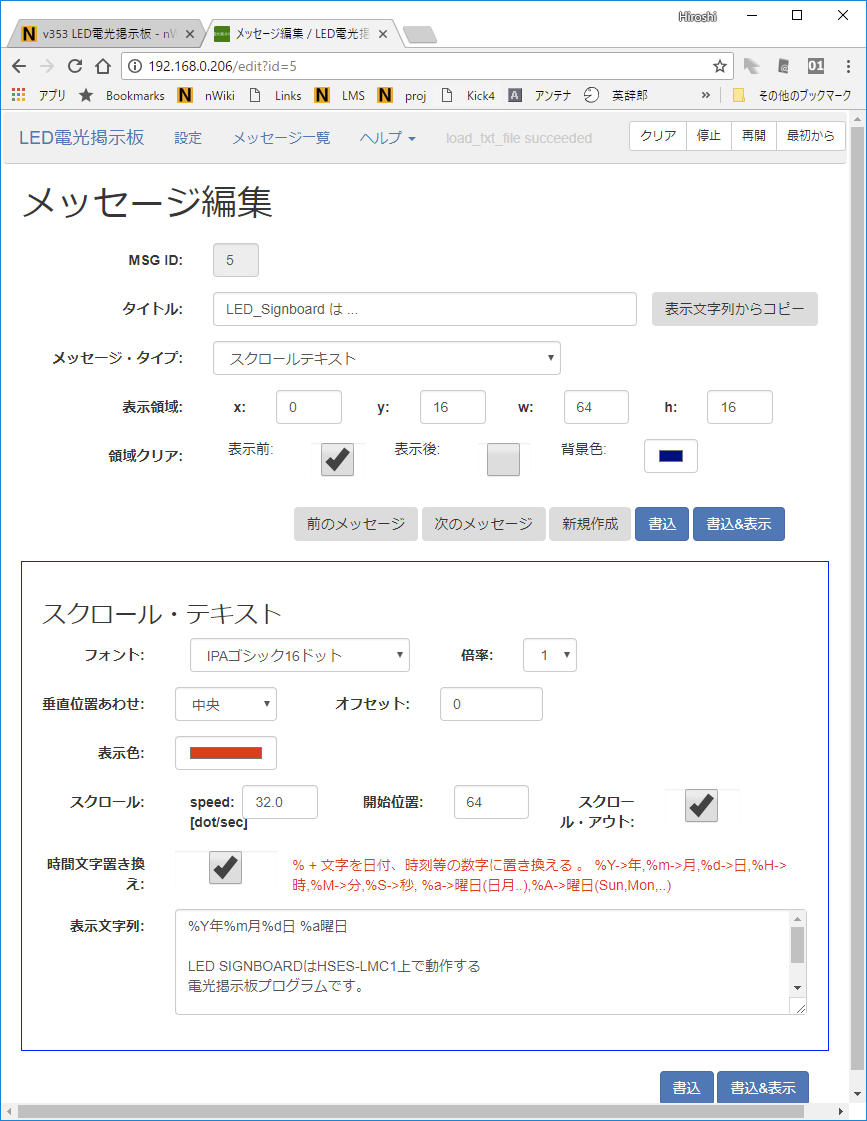 Hiroshi
v353 LED電光掲示板 - nW
メッセージ編集 / LED電光掲
192.168.0.206/edit?id=5
アプリ Bookmarks nWiki Links LMS proj Kick4 アンテナ 英辞郎 » その他のブックマーク
LED電光掲示板 設定 メッセージ一覧 ヘルプ load_txt_file succeeded クリア 停止 再開 最初から
メッセージ編集
MSG ID: 5
タイトル: LED_Signboard は ... 表示文字列からコピー
メッセージ・タイプ: スクロールテキスト
表示領域: x: 0 y: 16 w: 64 h: 16
領域クリア: 表示前: 表示後: 背景色:
前のメッセージ 次のメッセージ 新規作成 書込 書込&表示
スクロール・テキスト
フォント: IPAゴシック16ドット 倍率: 1
垂直位置あわせ: 中央 オフセット: 0
表示色:
スクロール: speed: 32.0 開始位置: 64 スクロー
[dot/sec] ル・アウト:
時間文字置き換 % + 文字を日付、時刻等の数字に置き換える 。 %Y->年,%m->月,%d->日,%H->
え: 時,%M->分,%S->秒, %a->曜日(日月..),%A->曜日(Sun,Mon,..)
表示文字列: %Y年%m月%d日 %a曜日
LED SIGNBOARDはHSES-LMC1上で動作する
電光掲示板プログラムです。
書込 書込&表示